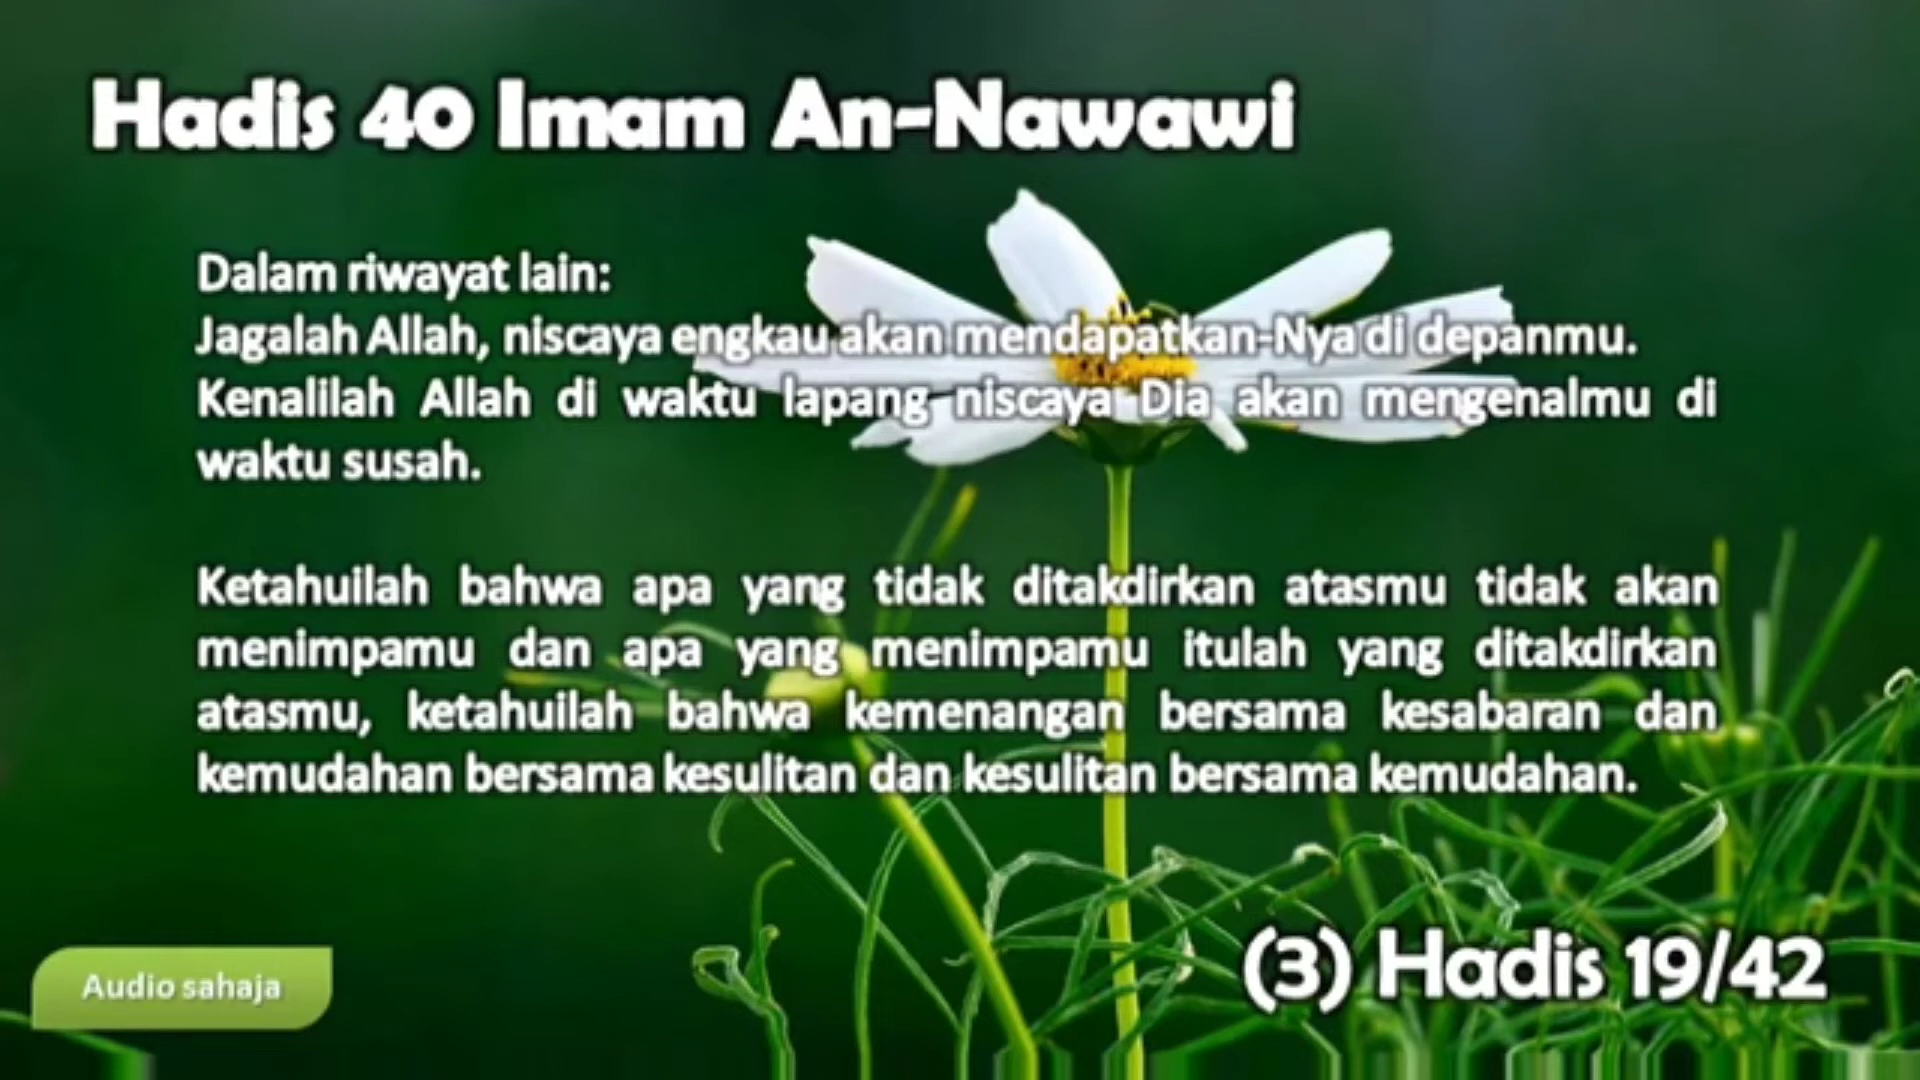 Hadis 40 Imam An-Nawawi
Dalam riwayat lain:
Jagalah Allah, niscaya engkau akan mendapatkan-Nya di depanmu.
Kenalilah Allah di waktu lapang niscaya Dia akan mengenalmu di
waktu susah.
Ketahuilah bahwa apa yang tidak ditakdirkan atasmu tidak akan
menimpamu dan apa yang menimpamu itulah yang ditakdirkan
atasmu, ketahuilah bahwa kemenangan bersama kesabaran dan
kemudahan bersama kesulitan dan kesulitan bersama kemudahan.
Audio sahaja
(3) Hadis 19/42